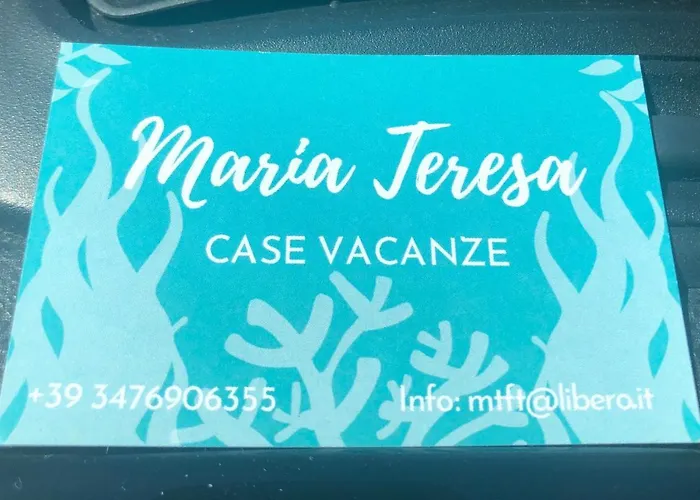 Maria Teresa
CASE VACANZE
+39 3476906355
Info: mtft@libero.it